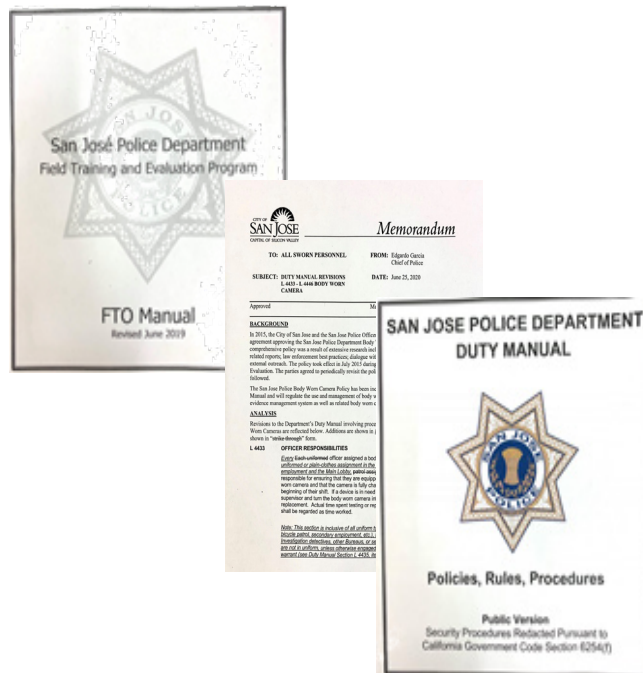 SAN JOSE
POLICE
San José Police Department
Field Training and Evaluation Program
FTO Manual
Revised June 2019
CITY OF
SAN JOSE
CAPITAL OF SILICON VALLEY
Memorandum
TO: ALL SWORN PERSONNEL
FROM: Edgardo Garcia
Chief of Police
SUBJECT: DUTY MANUAL REVISIONS
L 4433 - L 4446 BODY WORN
CAMERA
DATE: June 25, 2020
Approved
BACKGROUND
In 2015, the City of San Jose and the San Jose Police Officer
agreement approving the San Jose Police Department Body
comprehensive policy was a result of extensive research incl
related reports; law enforcement best practices; dialogue wit
external outreach. The policy took effect in July 2015 during
Evaluation. The parties agreed to periodically revisit the pol
followed.
The San Jose Police Body Worn Camera Policy has been inc
Manual and will regulate the use and management of body w
evidence management system as well as related body worn c
ANALYSIS
Revisions to the Department's Duty Manual involving proce
Worn Cameras are reflected below. Additions are shown in
shown in "strike through" form.
L 4433 OFFICER RESPONSIBILITIES
Every Each uniformed officer assigned a bod
uniformed or plain-clothes assignment in the
employment and the Main Lobby, patrol assi
responsible for ensuring that they are equipp
worn camera and that the camera is fully cha
beginning of their shift. If a device is in need
supervisor and turn the body worn camera in
replacement. Actual time spent testing or rep
shall be regarded as time worked.
Note: This section is inclusive of all uniform
bicycle patrol, secondary employment, etc.),
Investigation detectives, other Bureaus, or se
are not in uniform, unless otherwise engaged
warrant (see Duty Manual Section L 4435,
SAN JOSE POLICE DEPARTMENT
DUTY MANUAL
SAN JOSE
POLICE
Policies, Rules, Procedures
Public Version
Security Procedures Redacted Pursuant to
California Government Code Section 6254(f)